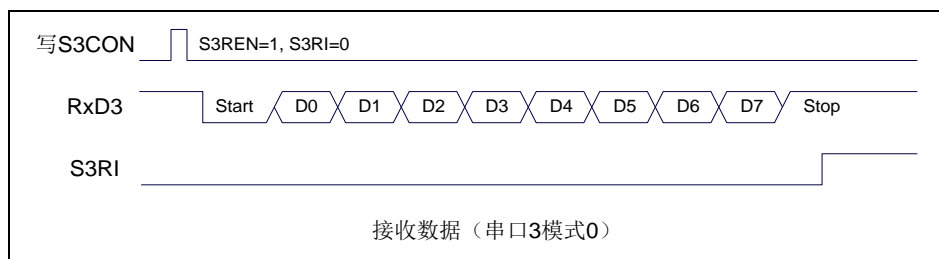 写S3CON S3REN=1, S3RI=0
RxD3 Start D0 D1 D2 D3 D4 D5 D6 D7 Stop
S3RI
接收数据（串口3模式0）